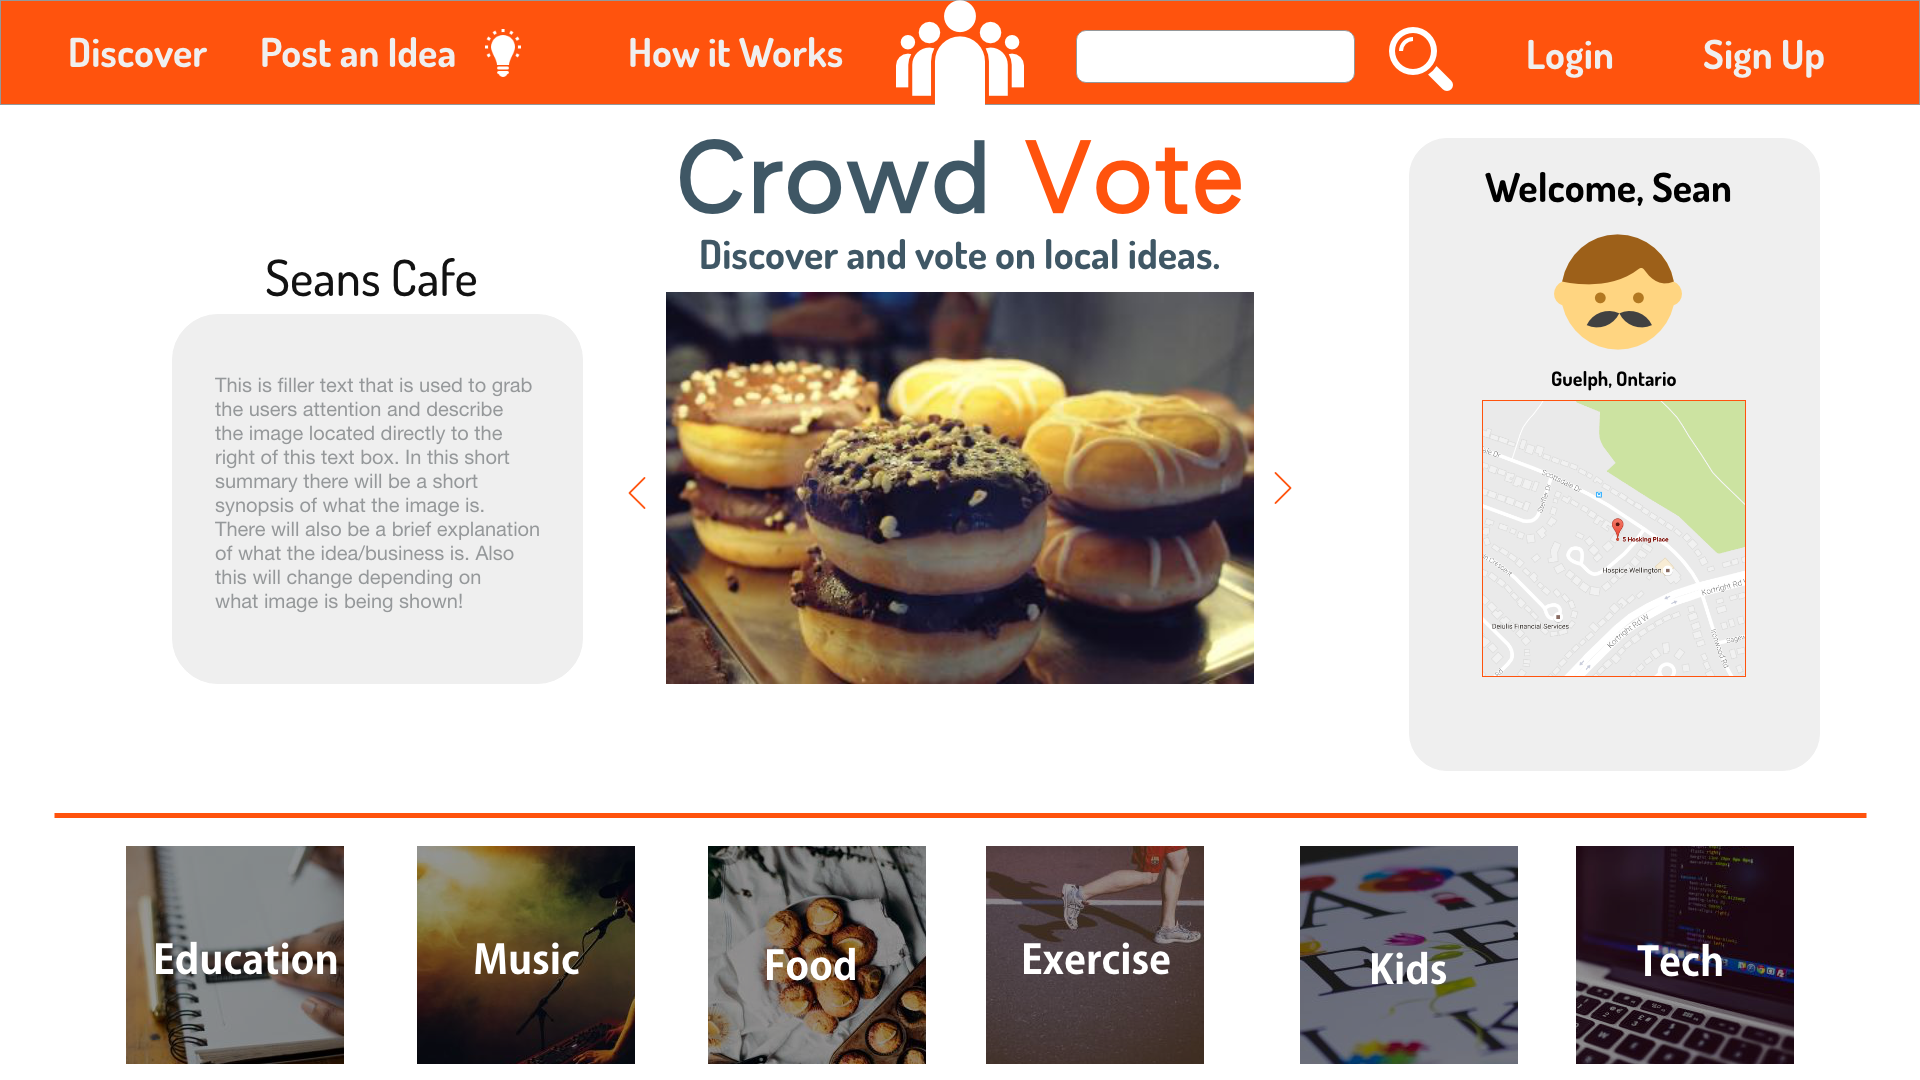 Discover
Post an Idea
How it Works
Login
Sign Up
Crowd Vote
Discover and vote on local ideas.
Seans Cafe
This is filler text that is used to grab
the users attention and describe
the image located directly to the
right of this text box. In this short
summary there will be a short
synopsis of what the image is.
There will also be a brief explanation
of what the idea/business is. Also
this will change depending on
what image is being shown!
Welcome, Sean
Guelph, Ontario
Scottsdale Dr
5 Hosking Place
Hospice Wellington
Kortright Rd
Deiulis Financial Services
Kortright Rd W
Education
Music
Food
Exercise
Kids
Tech